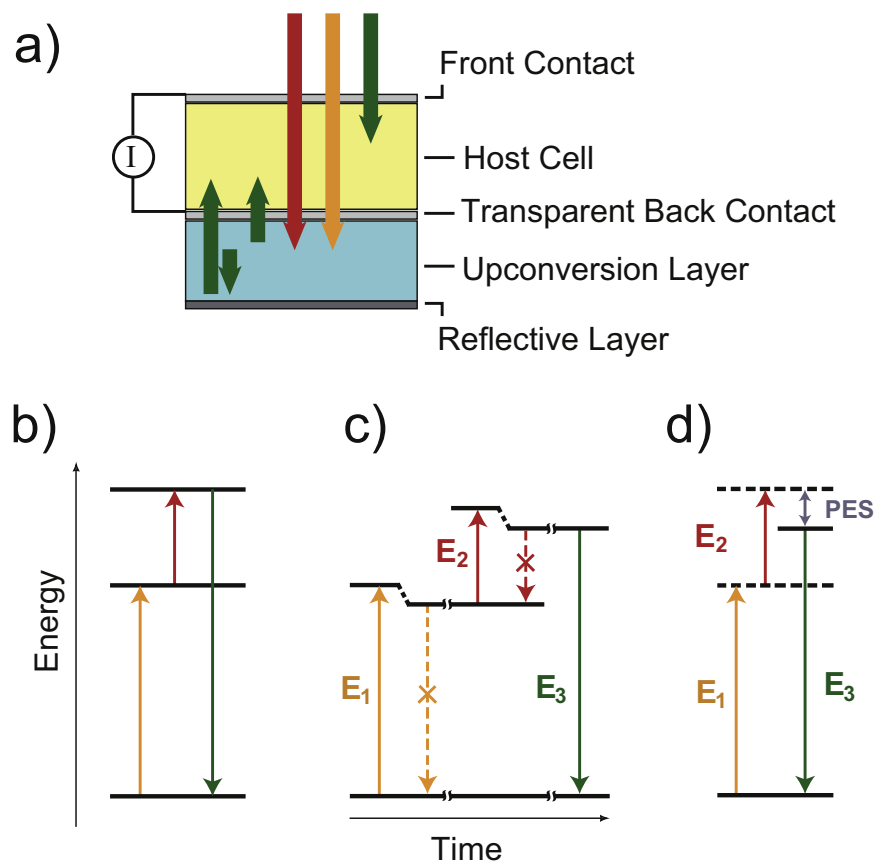 a)
Front Contact
I
Host Cell
Transparent Back Contact
Upconversion Layer
Reflective Layer
b)
c)
d)
Energy
PES
E2
E2
E1
E3
E1
E3
Time